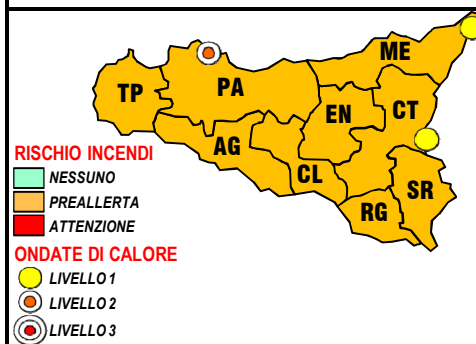 ME
PA
TP
EN
CT
AG
CL
SR
RG
RISCHIO INCENDI
NESSUNO
PREALLERTA
ATTENZIONE
ONDATE DI CALORE
LIVELLO 1
LIVELLO 2
LIVELLO 3